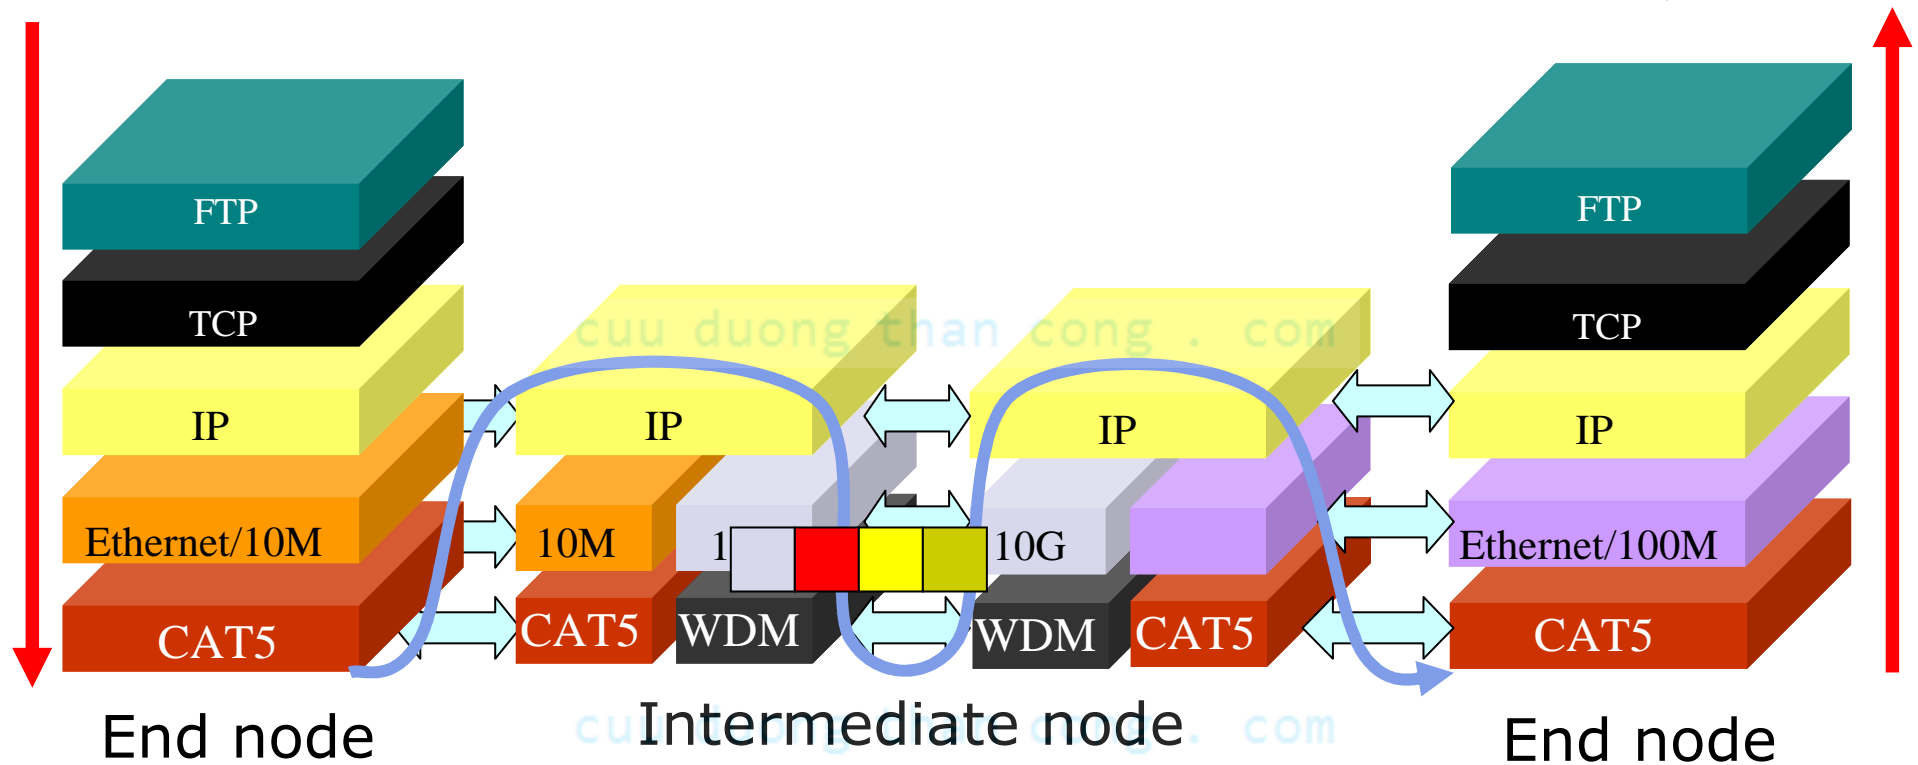 FTP
TCP
IP
Ethernet/10M
CAT5
End node
cuu duong than cong . com
IP
10M
1
CAT5
WDM
IP
10G
WDM
CAT5
Intermediate node
cuu duong than cong . com
FTP
TCP
IP
Ethernet/100M
CAT5
End node